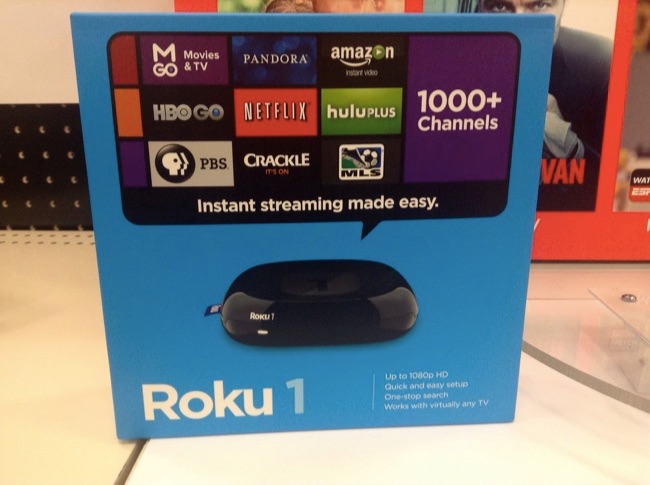 M
GO
Movies
& TV
PANDORA
amazon
instant video
HBO GO
NETFLIX
huluPLUS
1000+
Channels
PBS
CRACKLE
IT'S ON
MLS
Instant streaming made easy.
ROKU 1
Roku 1
Up to 1080p HD
Quick and easy setup
One-stop search
Works with virtually any TV
VAN
WAT
ESP